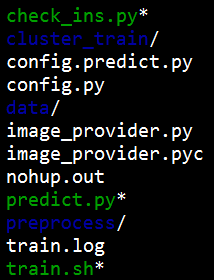 check_ins.py*
cluster_train/
config.predict.py
config.py
data/
image_provider.py
image_provider.pyc
nohup.out
predict.py*
preprocess/
train.log
train.sh*